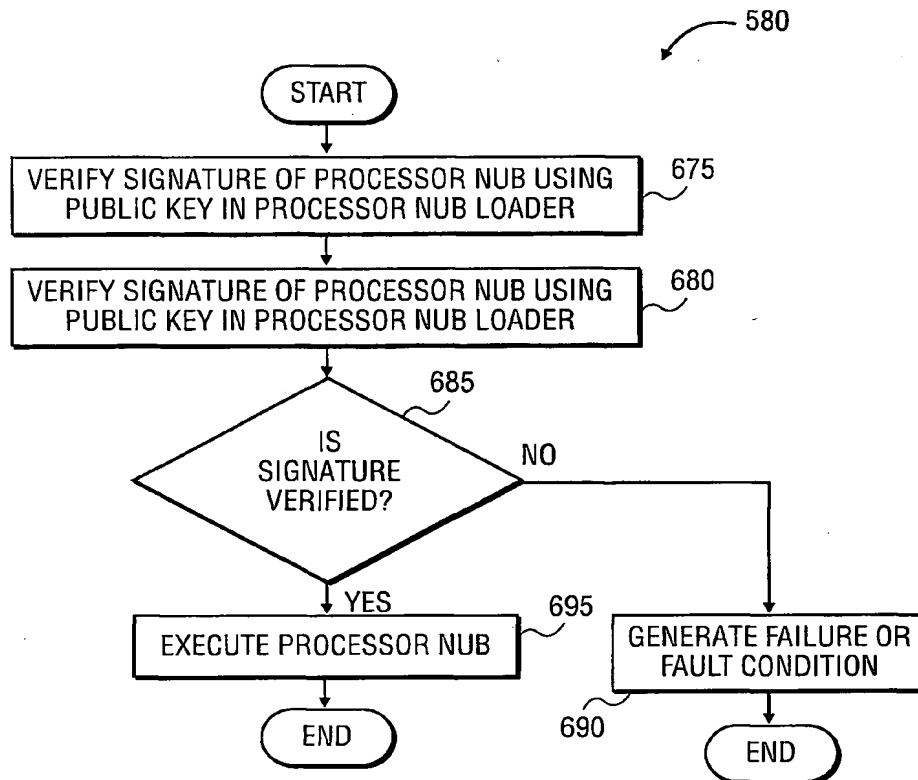 580
START
VERIFY SIGNATURE OF PROCESSOR NUB USING
PUBLIC KEY IN PROCESSOR NUB LOADER
675
VERIFY SIGNATURE OF PROCESSOR NUB USING
PUBLIC KEY IN PROCESSOR NUB LOADER
680
685
IS
SIGNATURE
VERIFIED?
NO
YES
EXECUTE PROCESSOR NUB
695
GENERATE FAILURE OR
FAULT CONDITION
690
END
END